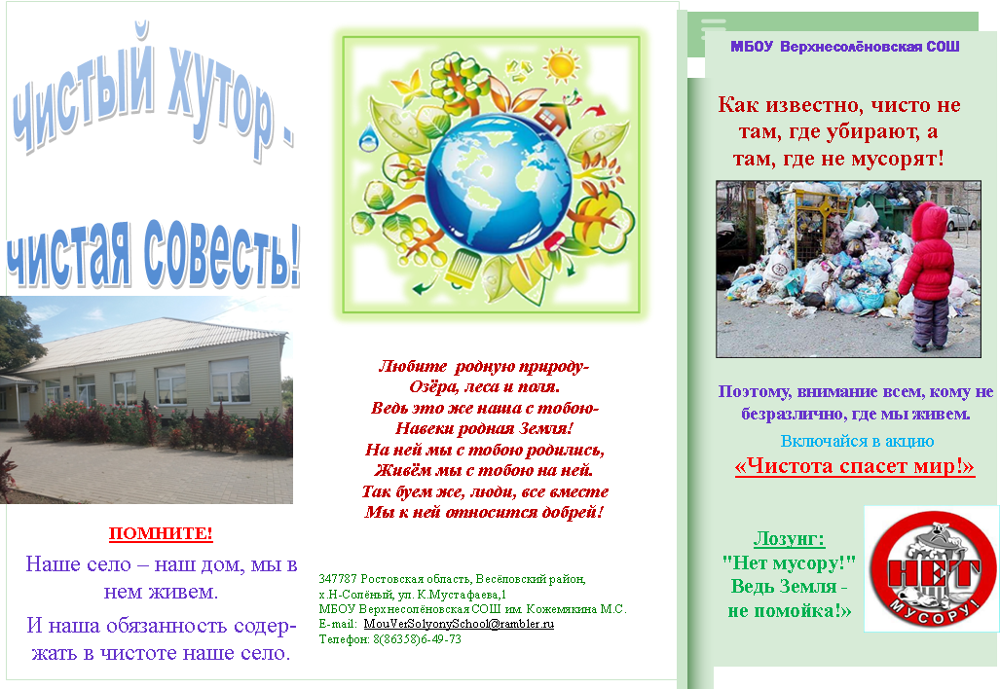 Чистый хутор -
чистая совесть!
ПОМНИТЕ!
Наше село – наш дом, мы в
нем живем.
И наша обязанность содер-
жать в чистоте наше село.
Любите родную природу-
Озёра, леса и поля.
Ведь это же наша с тобою-
Навеки родная Земля!
На ней мы с тобою родились,
Живём мы с тобою на ней.
Так буем же, люди, все вместе
Мы к ней относится добрей!
347787 Ростовская область, Весёловский район,
х.Н-Солёный, ул. К.Мустафаева,1
МБОУ Верхнесолёновская СОШ им. Кожемякина М.С.
E-mail: MouVerSolyonySchool@rambler.ru
Телефон: 8(86358)6-49-73
МБОУ Верхнесолёновская СОШ
Как известно, чисто не
там, где убирают, а
там, где не мусорят!
Поэтому, внимание всем, кому не
безразлично, где мы живем.
Включайся в акцию
«Чистота спасет мир!»
Лозунг:
"Нет мусору!"
Ведь Земля -
не помойка!»
НЕТ
МУСОРУ!